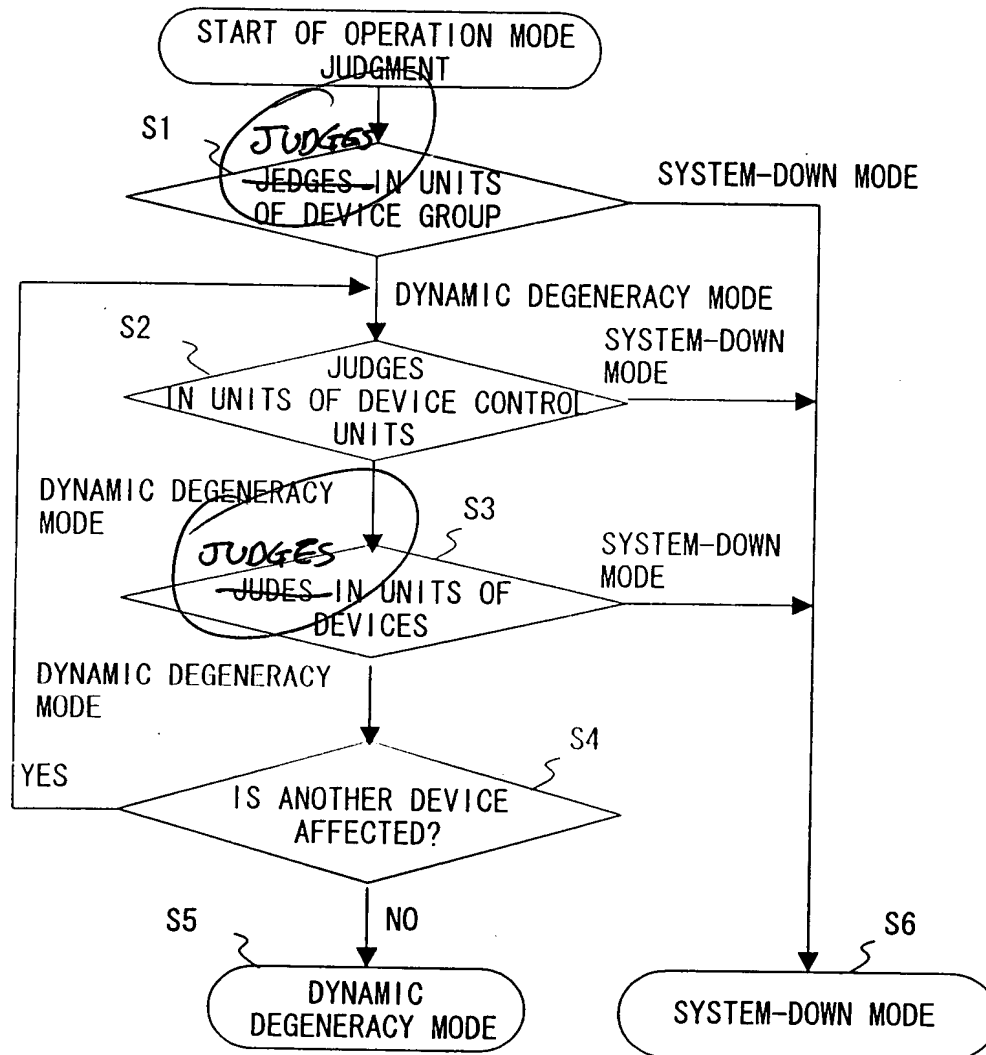 START OF OPERATION MODE
JUDGMENT
S1
JUDGES
JEDGES IN UNITS
OF DEVICE GROUP
SYSTEM-DOWN MODE
DYNAMIC DEGENERACY MODE
S2
JUDGES
IN UNITS OF DEVICE CONTROL
UNITS
SYSTEM-DOWN
MODE
DYNAMIC DEGENERACY
MODE
S3
JUDGES
JUDES IN UNITS OF
DEVICES
SYSTEM-DOWN
MODE
DYNAMIC DEGENERACY
MODE
S4
YES
IS ANOTHER DEVICE
AFFECTED?
NO
S5
DYNAMIC
DEGENERACY MODE
S6
SYSTEM-DOWN MODE